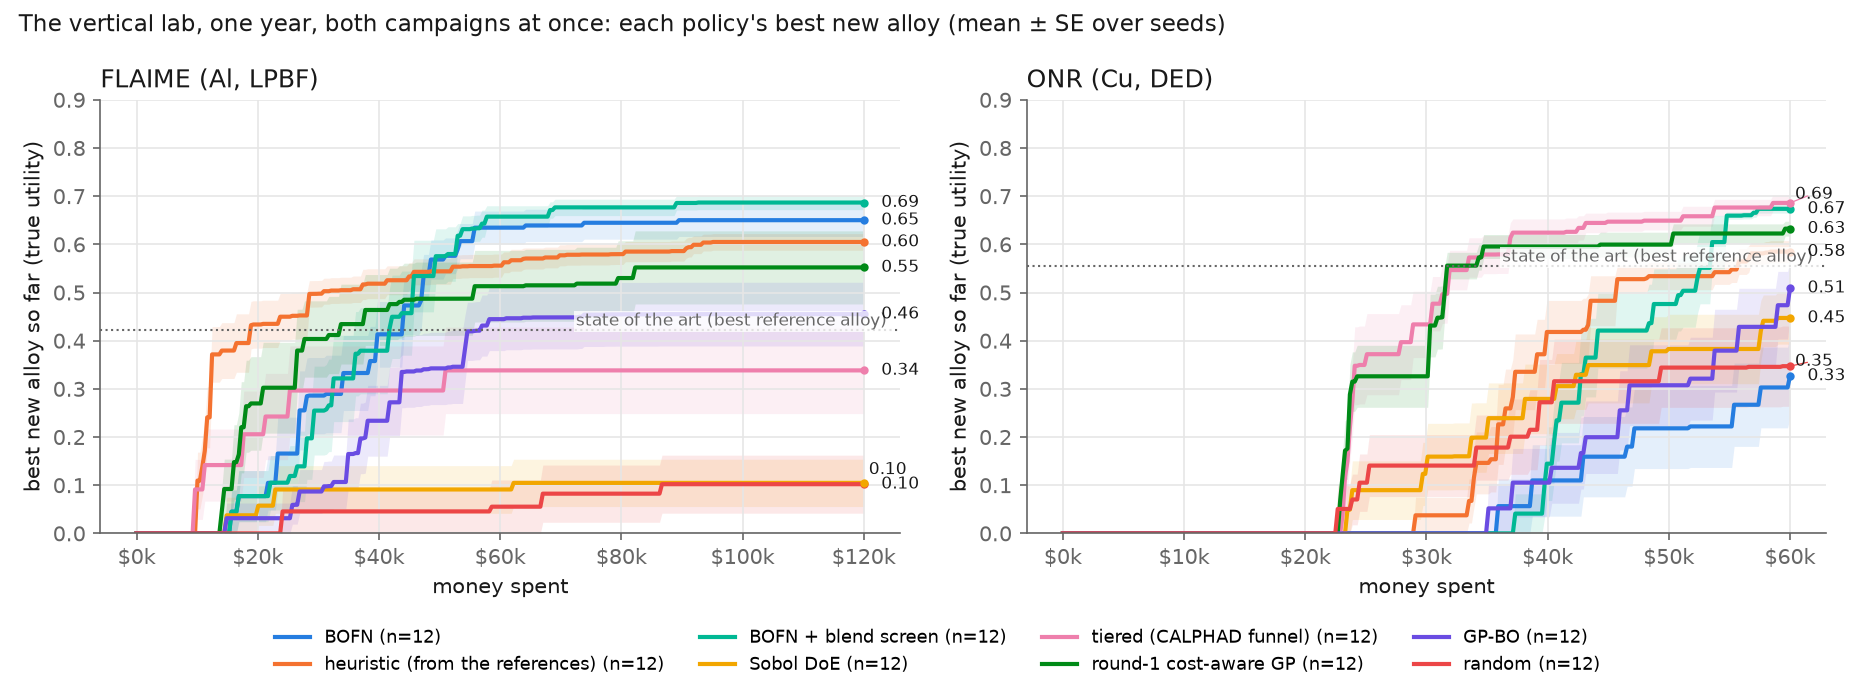 The vertical lab, one year, both campaigns at once: each policy's best new alloy (mean ± SE over seeds)
FLAIME (Al, LPBF)
best new alloy so far (true utility)
0.9
0.8
0.7
0.6
0.5
0.4
0.3
0.2
0.1
0.0
0.69
0.65
0.60
0.55
0.46
state of the art (best reference alloy)
0.34
0.10
0.10
$0k
$20k
$40k
$60k
$80k
$100k
$120k
money spent
ONR (Cu, DED)
best new alloy so far (true utility)
0.9
0.8
0.7
0.6
0.5
0.4
0.3
0.2
0.1
0.0
0.69
0.67
0.63
0.58
state of the art (best reference alloy)
0.51
0.45
0.35
0.33
$0k
$10k
$20k
$30k
$40k
$50k
$60k
money spent
BOFN (n=12)
heuristic (from the references) (n=12)
BOFN + blend screen (n=12)
Sobol DoE (n=12)
tiered (CALPHAD funnel) (n=12)
round-1 cost-aware GP (n=12)
GP-BO (n=12)
random (n=12)